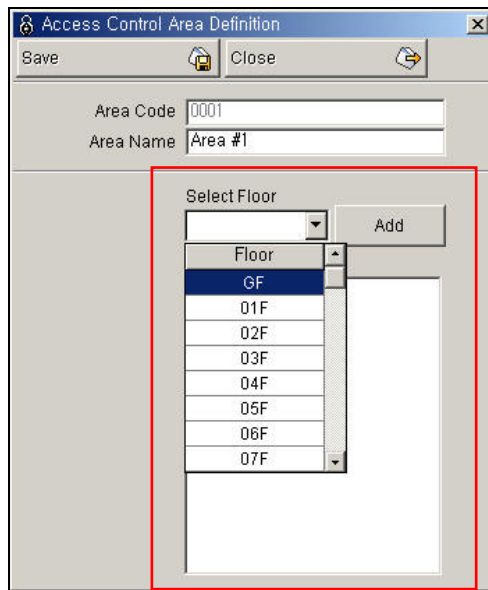 Access Control Area Definition
Save Close
Area Code 0001
Area Name Area #1
Select Floor
Add
Floor
GF
01F
02F
03F
04F
05F
06F
07F